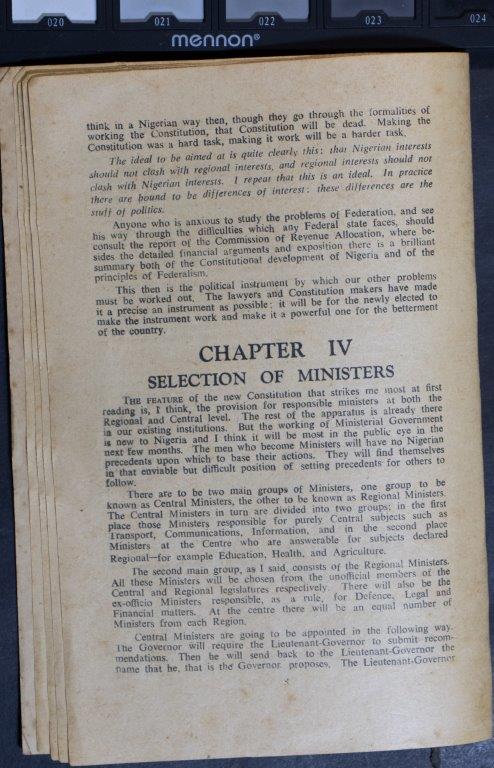 020 021 022 023 024
mennon®
think in a Nigerian way then, though they go through the formalities of
working the Constitution, that Constitution will be dead. Making the
Constitution was a hard task, making it work will be a harder task.
The ideal to be aimed at is quite clearly this: that Nigerian interests
should not clash with regional interests, and regional interests should not
clash with Nigerian interests. I repeat that this is an ideal. In practice
there are bound to be differences of interest: these differences are the
stuff of politics.
Anyone who is anxious to study the problems of Federation, and see
his way through the difficulties which any Federal state faces, should
consult the report of the Commission of Revenue Allocation, where be-
sides the detailed financial arguments and exposition there is a brilliant
summary both of the Constitutional development of Nigeria and of the
principles of Federalism.
This then is the political instrument by which our other problems
must be worked out. The lawyers and Constitution makers have made
it a precise an instrument as possible: it will be for the newly elected to
make the instrument work and make it a powerful one for the betterment
of the country.
CHAPTER IV
SELECTION OF MINISTERS
THE FEATURE of the new Constitution that strikes me most at first
reading is, I think, the provision for responsible ministers at both the
Regional and Central level. The rest of the apparatus is already there
in our existing institutions. But the working of Ministerial Government
is new to Nigeria and I think it will be most in the public eye in the
next few months. The men who become Ministers will have no Nigerian
precedents upon which to base their actions. They will find themselves
in that enviable but difficult position of setting precedents for others to
follow.
There are to be two main groups of Ministers, one group to be
known as Central Ministers, the other to be known as Regional Ministers.
The Central Ministers in turn are divided into two groups; in the first
place those Ministers responsible for purely Central subjects such as
Transport, Communications, Information, and in the second place
Ministers at the Centre who are answerable for subjects declared
Regional—for example Education, Health, and Agriculture.
The second main group, as I said, consists of the Regional Ministers.
All these Ministers will be chosen from the unofficial members of the
Central and Regional legislatures respectively. There will also be the
ex-officio Ministers responsible, as a rule, for Defence, Legal and
Financial matters. At the centre there will be an equal number of
Ministers from each Region.
Central Ministers are going to be appointed in the following way.
The Governor will require the Lieutenant-Governor to submit recom-
mendations. Then he will send back to the Lieutenant-Governor the
name that he, that is the Governor proposes. The Lieutenant-Governor